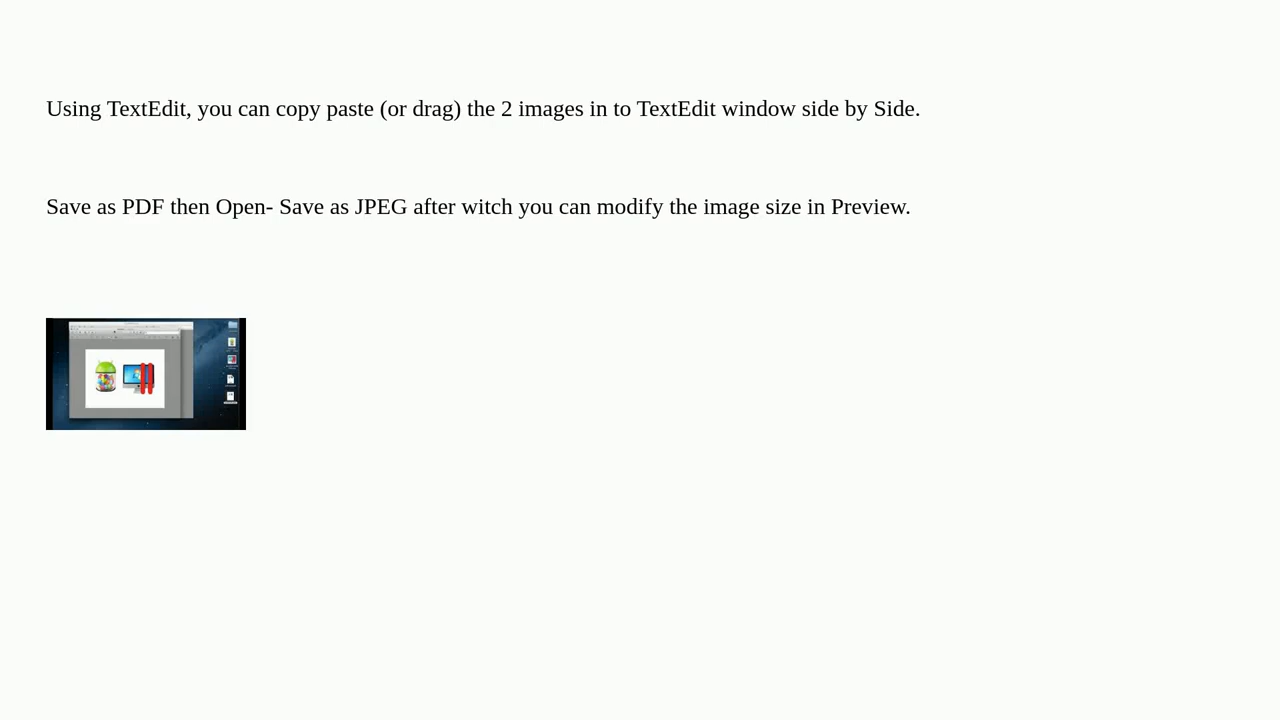 Using TextEdit, you can copy paste (or drag) the 2 images in to TextEdit window side by Side.
Save as PDF then Open- Save as JPEG after witch you can modify the image size in Preview.